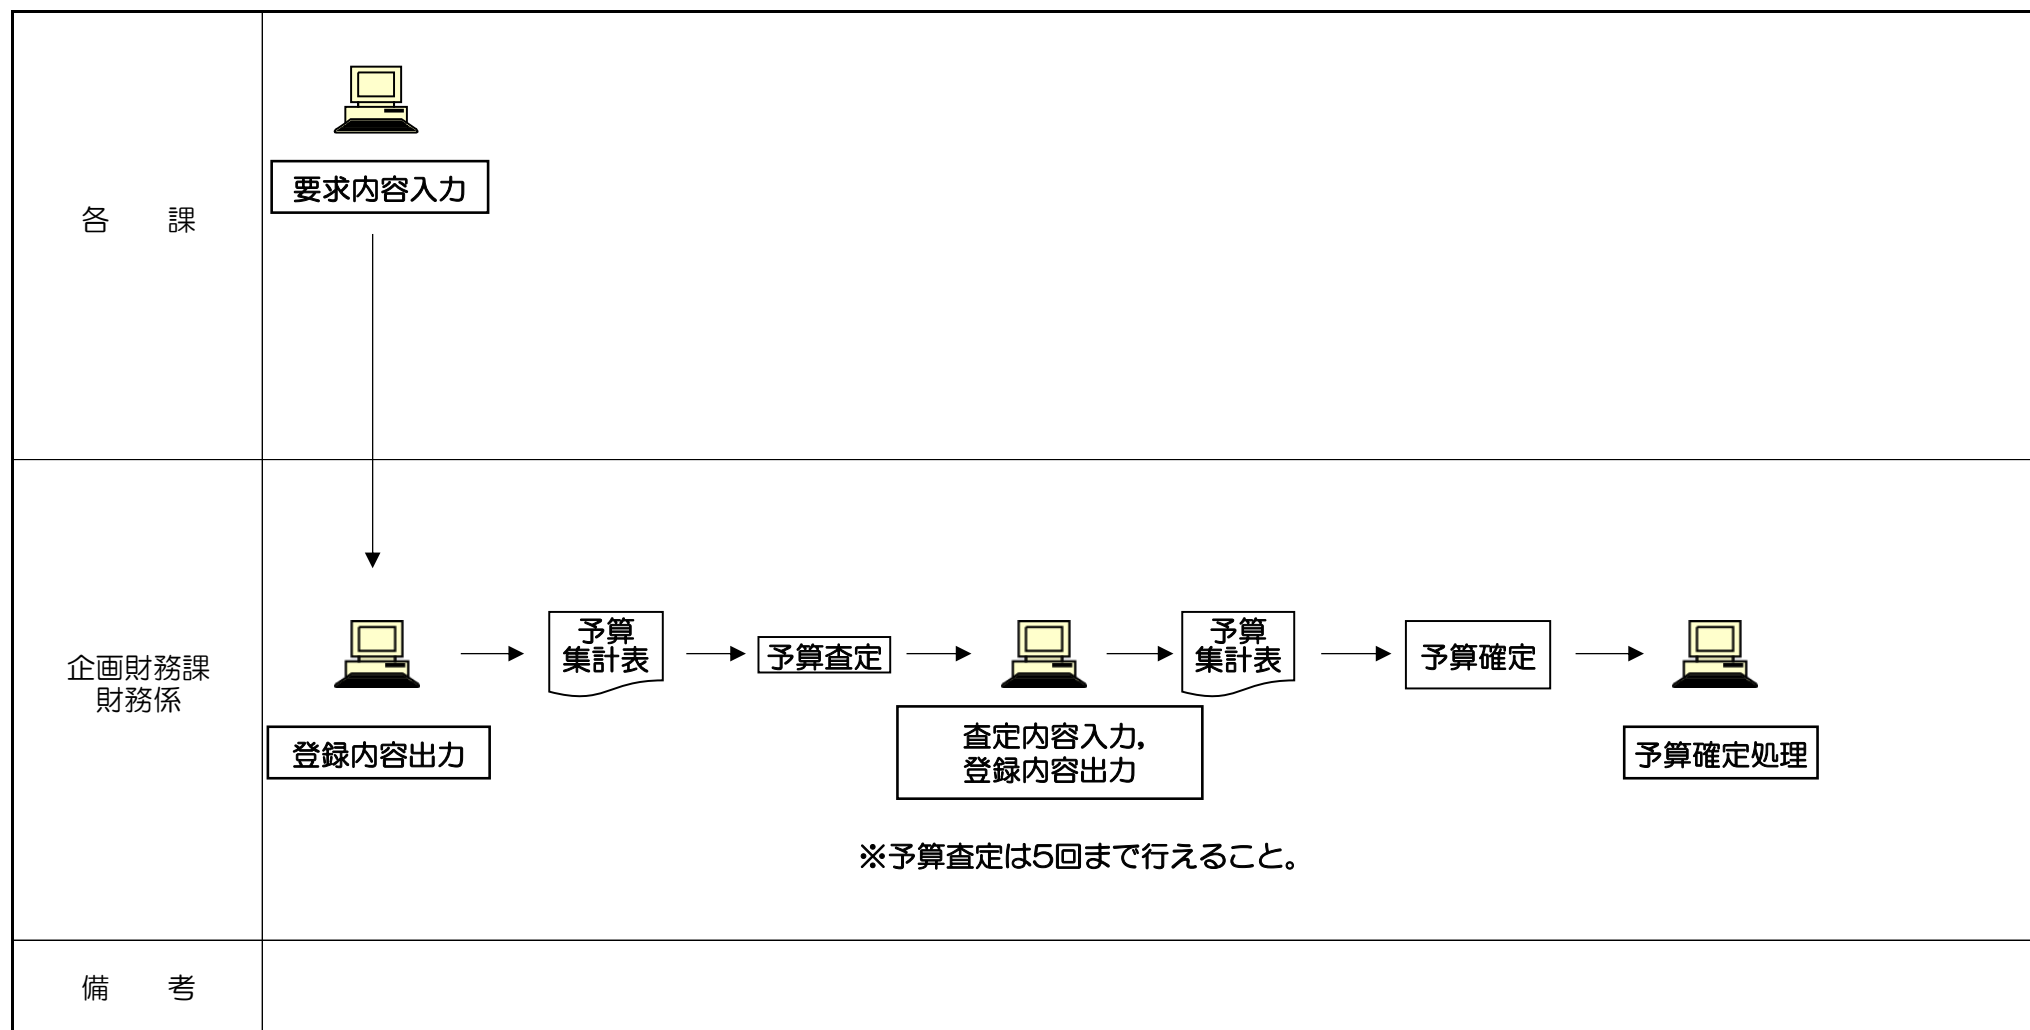 各　　課
要求内容入力
企画財務課
財務係
登録内容出力
予算
集計表
予算査定
査定内容入力,
登録内容出力
予算
集計表
予算確定
予算確定処理
※予算査定は5回まで行えること。
備　　考